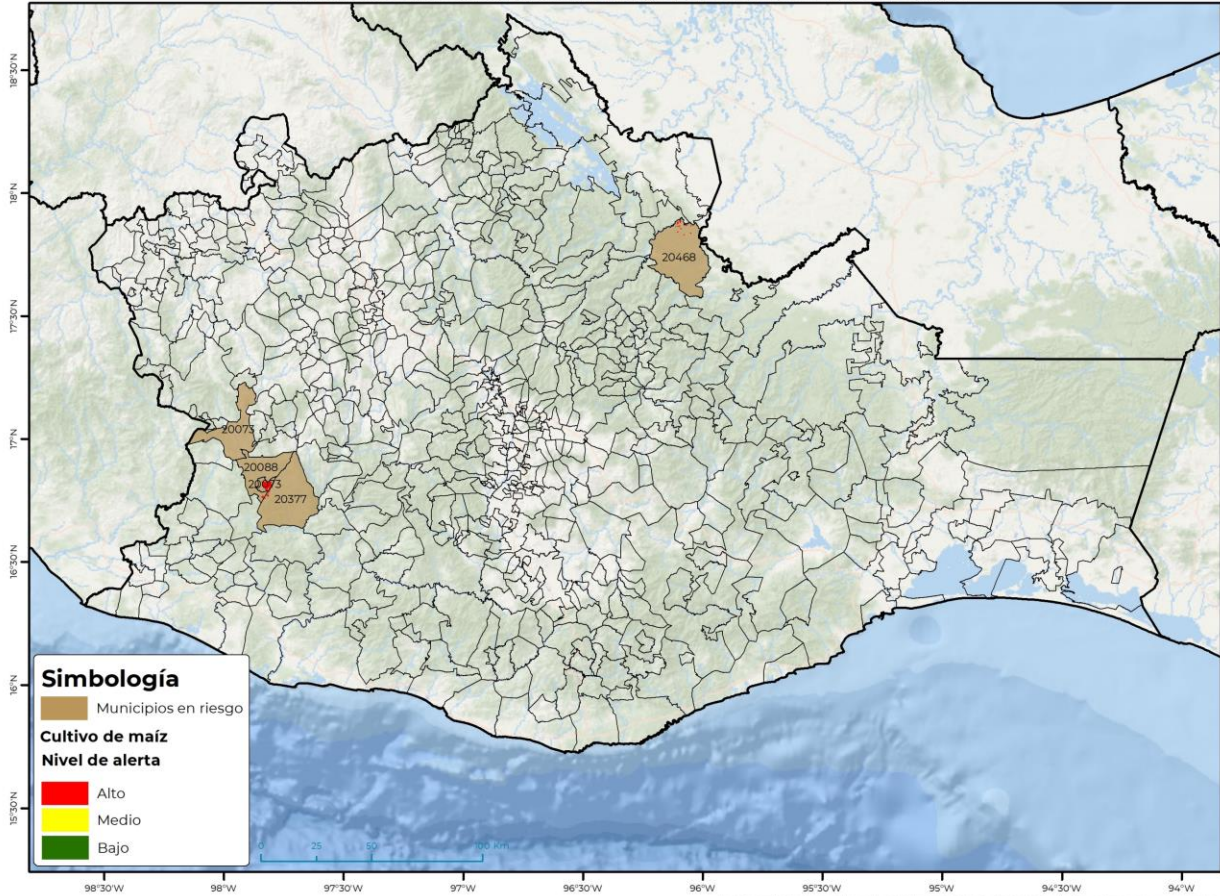 18°30'N
18°N
17°30'N
17°N
16°30'N
16°N
15°30'N
20468
20073
20088
20377
Simbología
Municipios en riesgo
Cultivo de maíz
Nivel de alerta
Alto
Medio
Bajo
0 25 50 100 Km
98°30'W 98°W 97°30'W 97°W 96°30'W 96°W 95°30'W 95°W 94°30'W 94°W